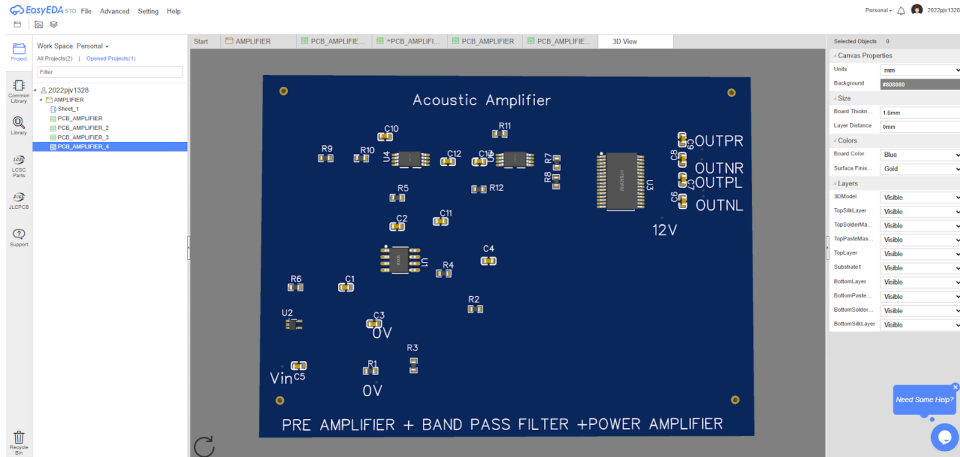 EasyEDA STD File Advanced Setting Help
Personal 2022pjv1328
Project
Common Library
Library
LCSC Parts
JLCPCB
Support
Recycle Bin
Work Space: Personal
All Projects(2) | Opened Projects(1)
Filter
2022pjv1328
AMPLIFIER
Sheet_1
PCB_AMPLIFIER
PCB_AMPLIFIER_2
PCB_AMPLIFIER_3
PCB_AMPLIFIER_4
Start AMPLIFIER PCB_AMPLIFIE... *PCB_AMPLIFI... PCB_AMPLIFIER PCB_AMPLIFIE... 3D View
Acoustic Amplifier
C10
R11
R9 R10 U4 C12 R7
R8
R5 R12
C2 C11
U1 C4
R4
R6 C1
R2
U2 C3
0V
R3
R1
Vin C5
0V
U3
C9 OUTPR
C8 OUTNR
C7 OUTPL
C6 OUTNL
12V
PRE AMPLIFIER + BAND PASS FILTER +POWER AMPLIFIER
Selected Objects 0
Canvas Properties
Units mm
Background #808080
Size
Board Thickn... 1.6mm
Layer Distance 0mm
Colors
Board Color Blue
Surface Finis... Gold
Layers
3DModel Visible
TopSilkLayer Visible
TopSolderMa... Visible
TopPasteMas... Visible
TopLayer Visible
Substrate1 Visible
BottomLayer Visible
BottomPaste... Visible
BottomSolder... Visible
BottomSilkLayer Visible
Need Some Help?